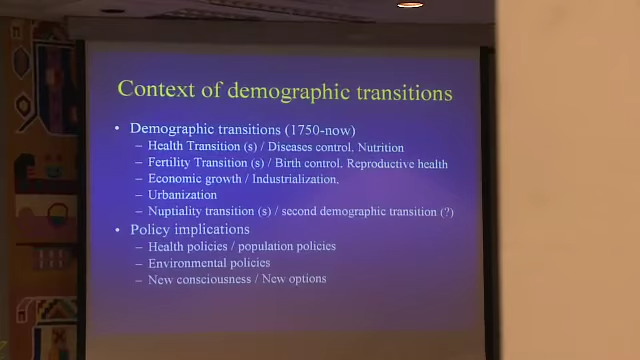 Context of demographic transitions
• Demographic transitions (1750-now)
– Health Transition (s) / Diseases control, Nutrition
– Fertility Transition (s) / Birth control, Reproductive health
– Economic growth / Industrialization,
– Urbanization
– Nuptiality transition (s) / second demographic transition (?)
• Policy implications
– Health policies / population policies
– Environmental policies
– New consciousness / New options